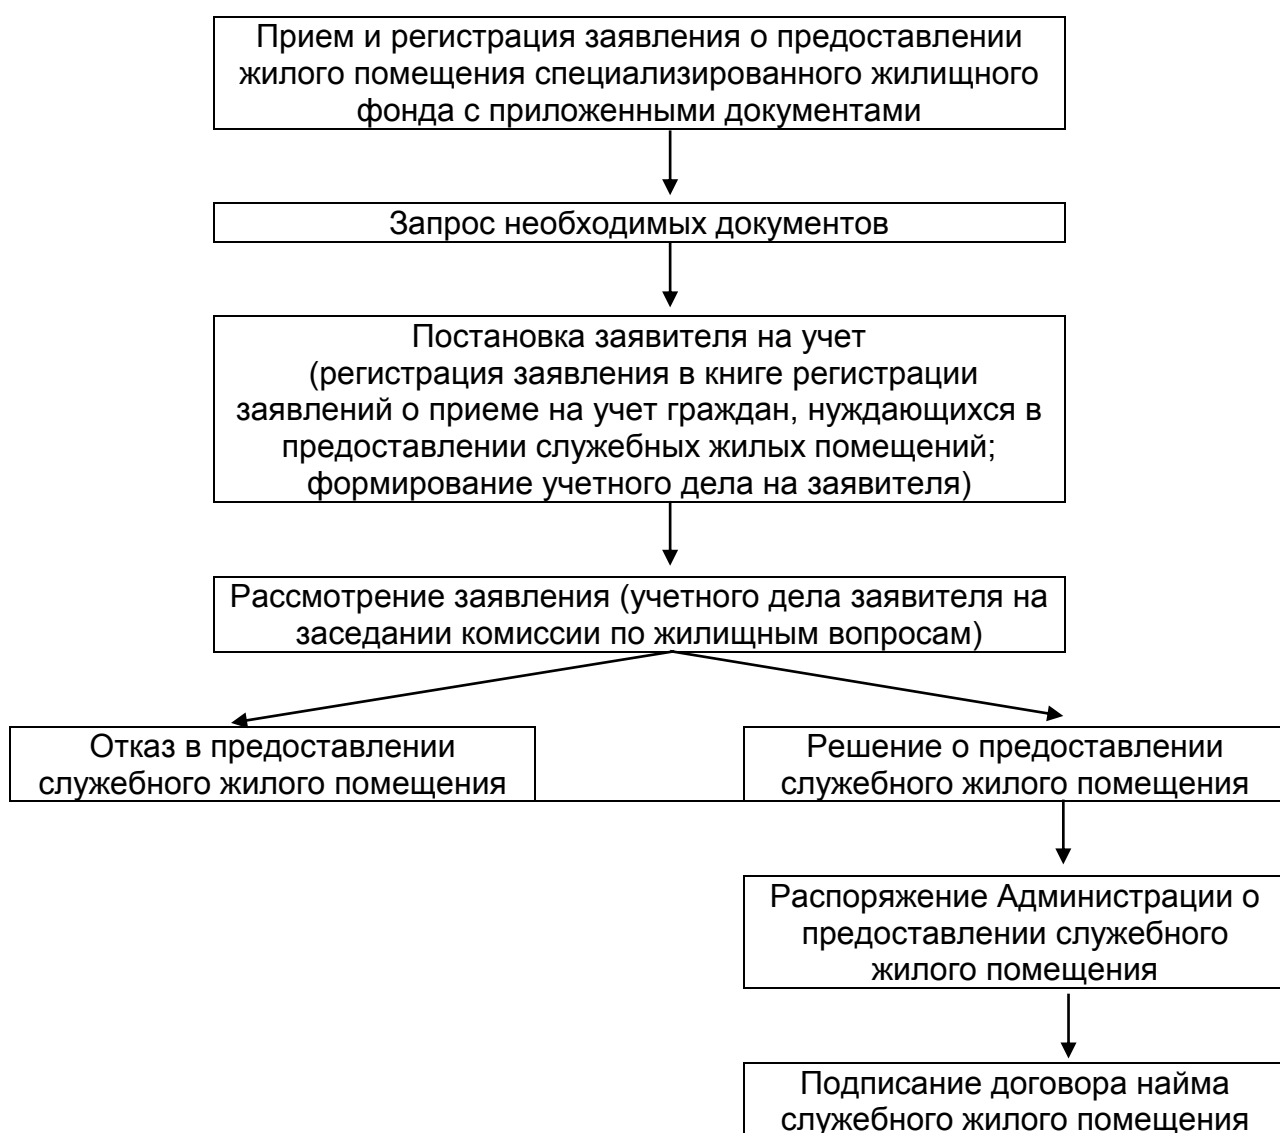 Прием и регистрация заявления о предоставлении
жилого помещения специализированного жилищного
фонда с приложенными документами
Запрос необходимых документов
Постановка заявителя на учет
(регистрация заявления в книге регистрации
заявлений о приеме на учет граждан, нуждающихся в
предоставлении служебных жилых помещений;
формирование учетного дела на заявителя)
Рассмотрение заявления (учетного дела заявителя на
заседании комиссии по жилищным вопросам)
Отказ в предоставлении
служебного жилого помещения
Решение о предоставлении
служебного жилого помещения
Распоряжение Администрации о
предоставлении служебного
жилого помещения
Подписание договора найма
служебного жилого помещения